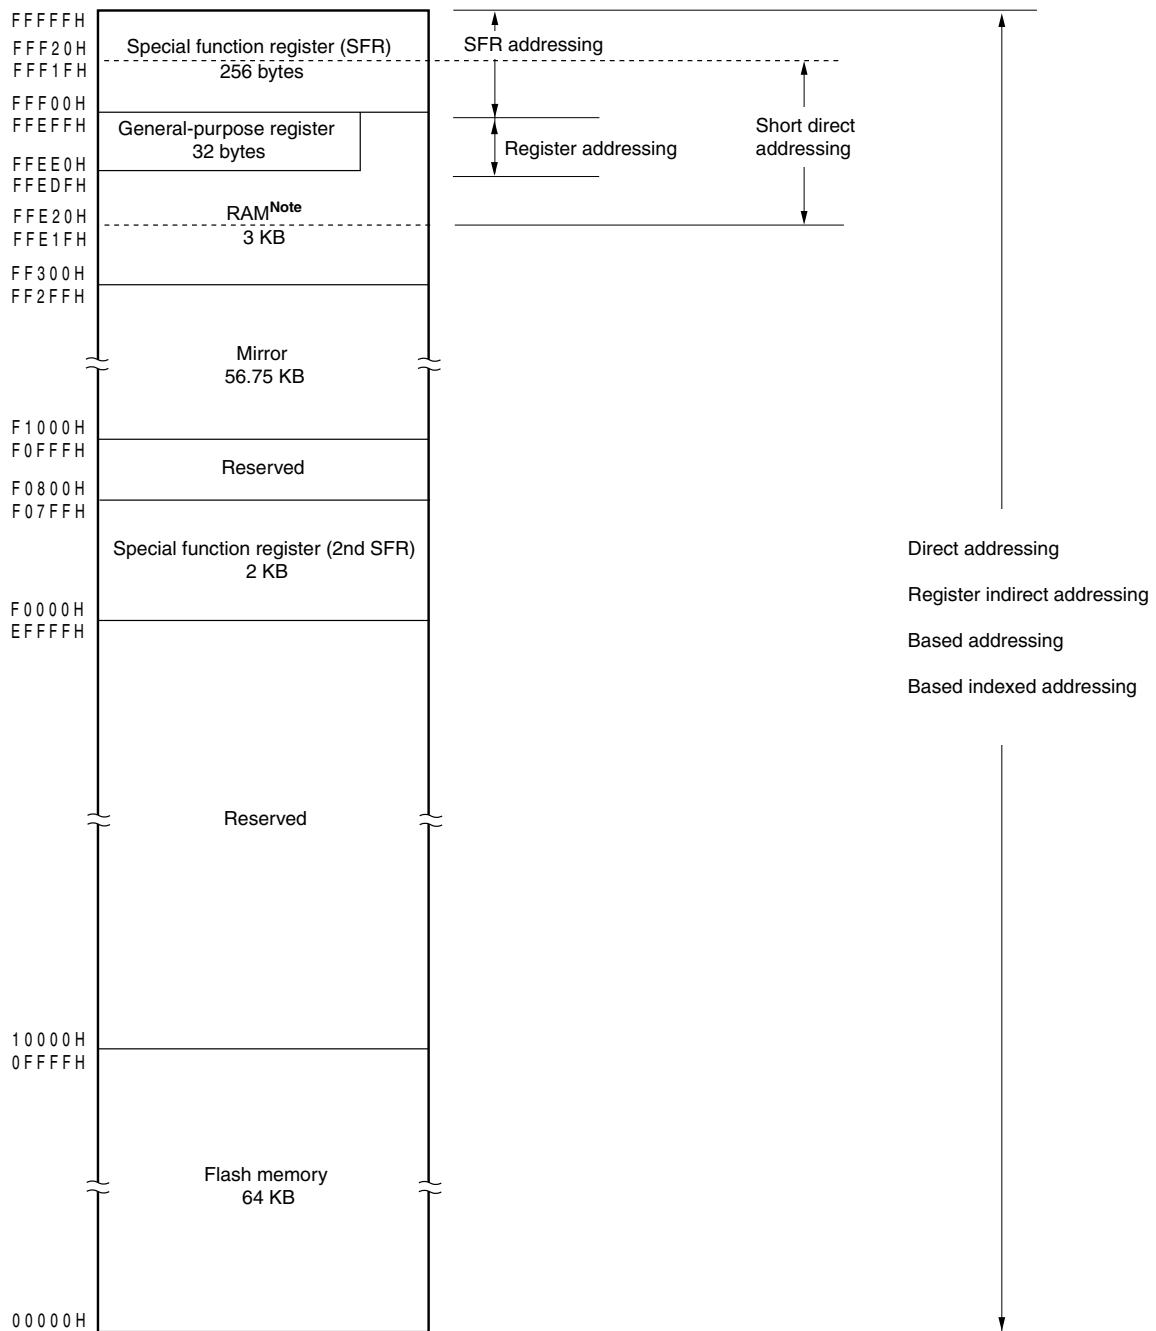 FFFFFH
FFF20H
FFF1FH
FFF00H
FFEFFH
FFEE0H
FFEDFH
FFE20H
FFE1FH
FF300H
FF2FFH
F1000H
F0FFFH
F0800H
F07FFH
F0000H
EFFFFH
10000H
0FFFFH
00000H
Special function register (SFR)
256 bytes
General-purpose register
32 bytes
RAMNote
3 KB
Mirror
56.75 KB
Reserved
Special function register (2nd SFR)
2 KB
Reserved
Flash memory
64 KB
SFR addressing
Register addressing
Short direct
addressing
Direct addressing
Register indirect addressing
Based addressing
Based indexed addressing